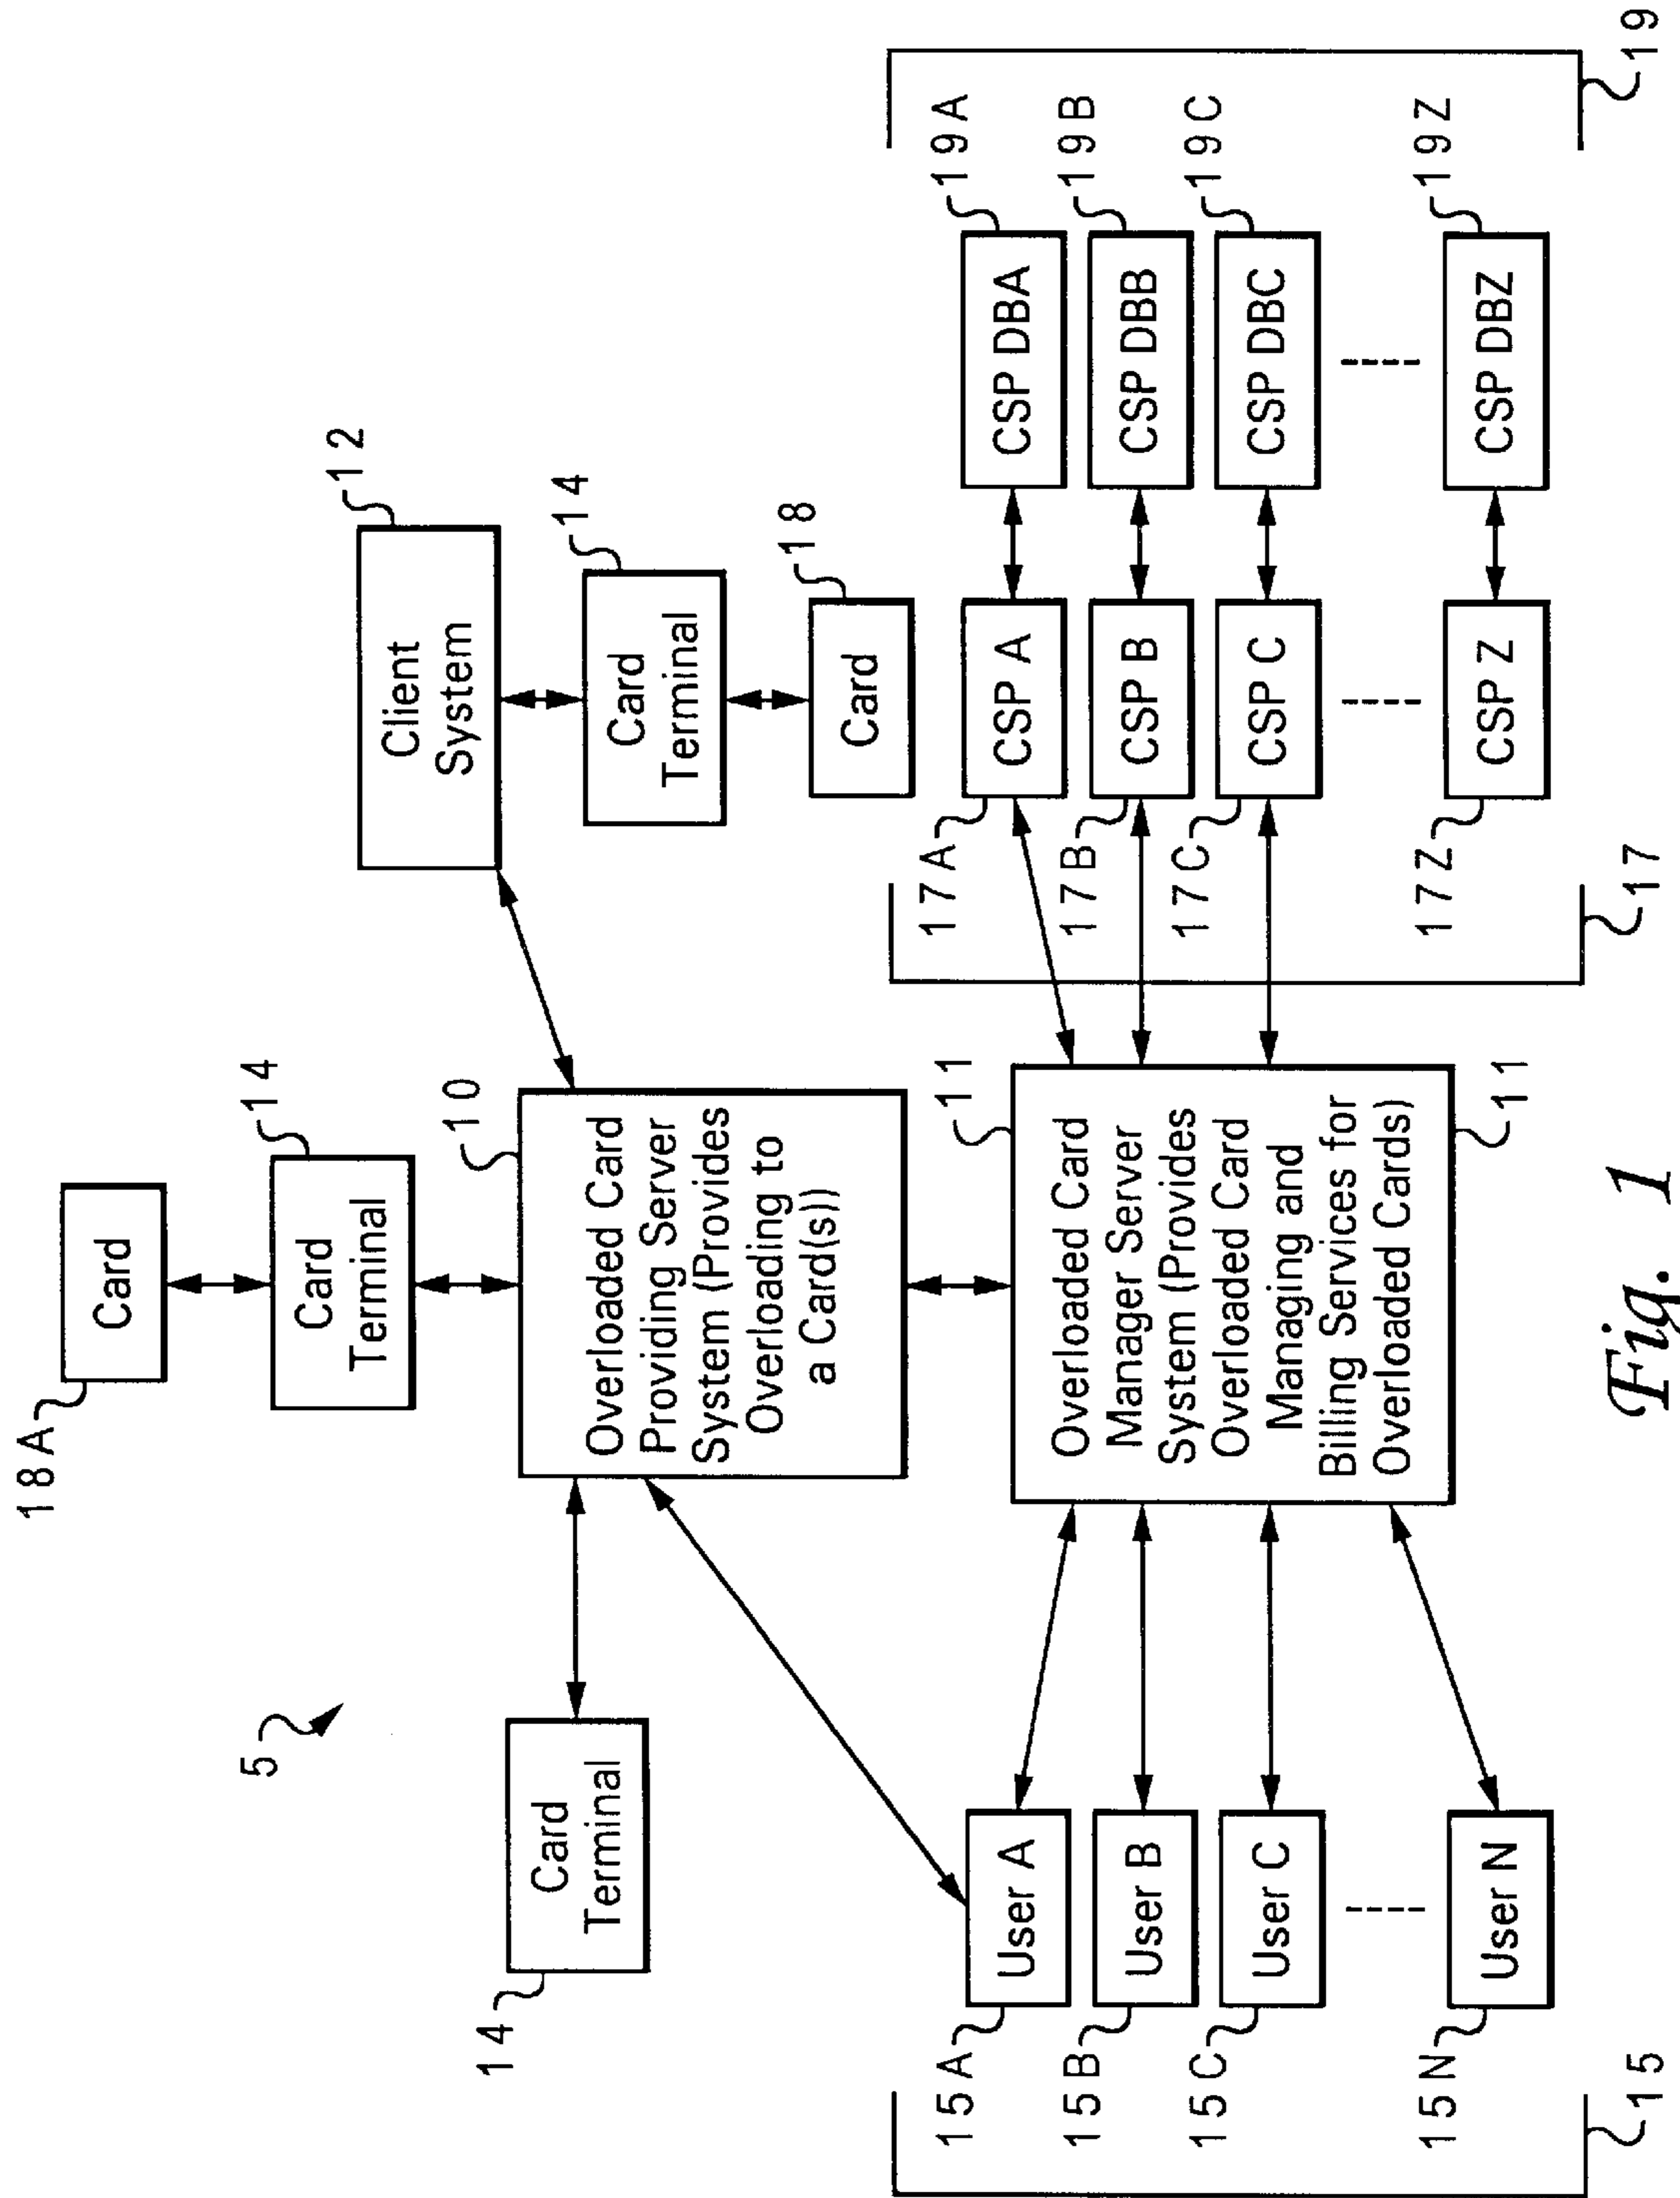 18A
Card
14
Card
Terminal
5
14
Card
Terminal
10
Overloaded Card
Providing Server
System (Provides
Overloading to
a Card(s))
12
Client
System
14
Card
Terminal
18
Card
15A
User A
15B
User B
15C
User C
15N
User N
15
11
Overloaded Card
Manager Server
System (Provides
Overloaded Card
Managing and
Billing Services for
Overloaded Cards)
11
17A
CSP A
17B
CSP B
17C
CSP C
17Z
CSP Z
17
CSP DBA
19A
CSP DBB
19B
CSP DBC
19C
CSP DBZ
19Z
19
Fig. 1